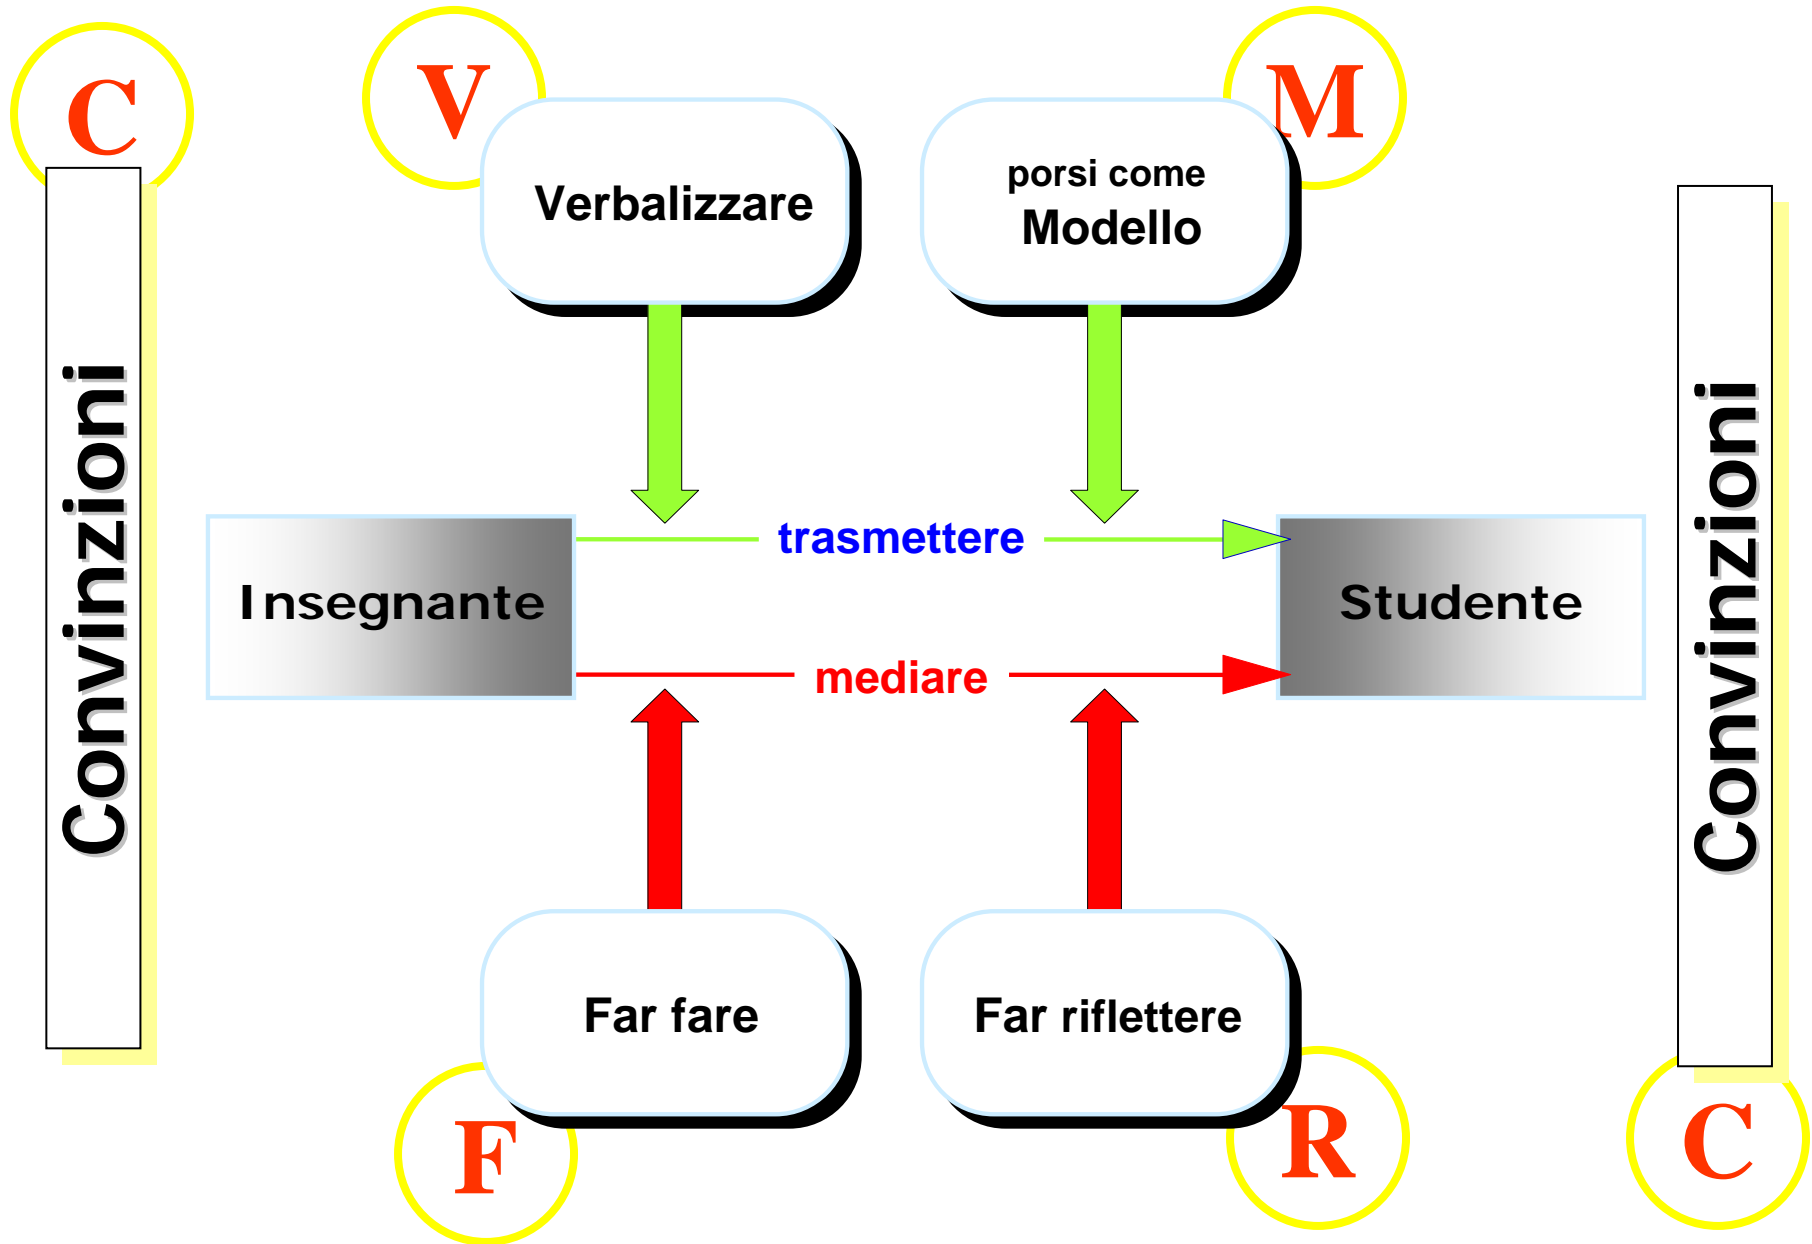 C
V
M
Verbalizzare
porsi come
Modello
Convinzioni
Convinzioni
trasmettere
Insegnante
Studente
mediare
Far fare
Far riflettere
F
R
C